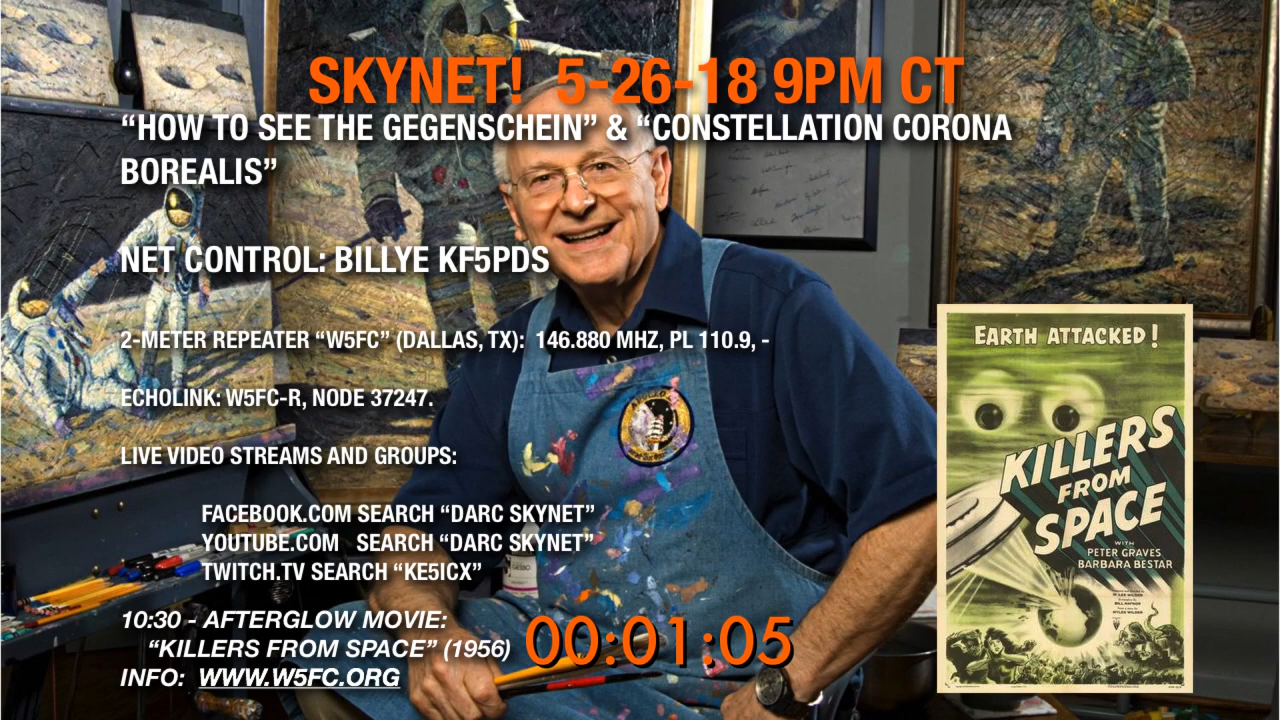 SKYNET! 5-26-18 9PM CT
“HOW TO SEE THE GEGENSCHEIN” & “CONSTELLATION CORONA
BOREALIS”
NET CONTROL: BILLYE KF5PDS
2-METER REPEATER “W5FC” (DALLAS, TX): 146.880 MHZ, PL 110.9, -
ECHOLINK: W5FC-R, NODE 37247.
LIVE VIDEO STREAMS AND GROUPS:
FACEBOOK.COM SEARCH “DARC SKYNET”
YOUTUBE.COM SEARCH “DARC SKYNET”
TWITCH.TV SEARCH “KE5ICX”
10:30 - AFTERGLOW MOVIE:
“KILLERS FROM SPACE” (1956)
INFO: WWW.W5FC.ORG
00:01:05
EARTH ATTACKED!
KILLERS
FROM
SPACE
WITH
PETER GRAVES
BARBARA BESTAR